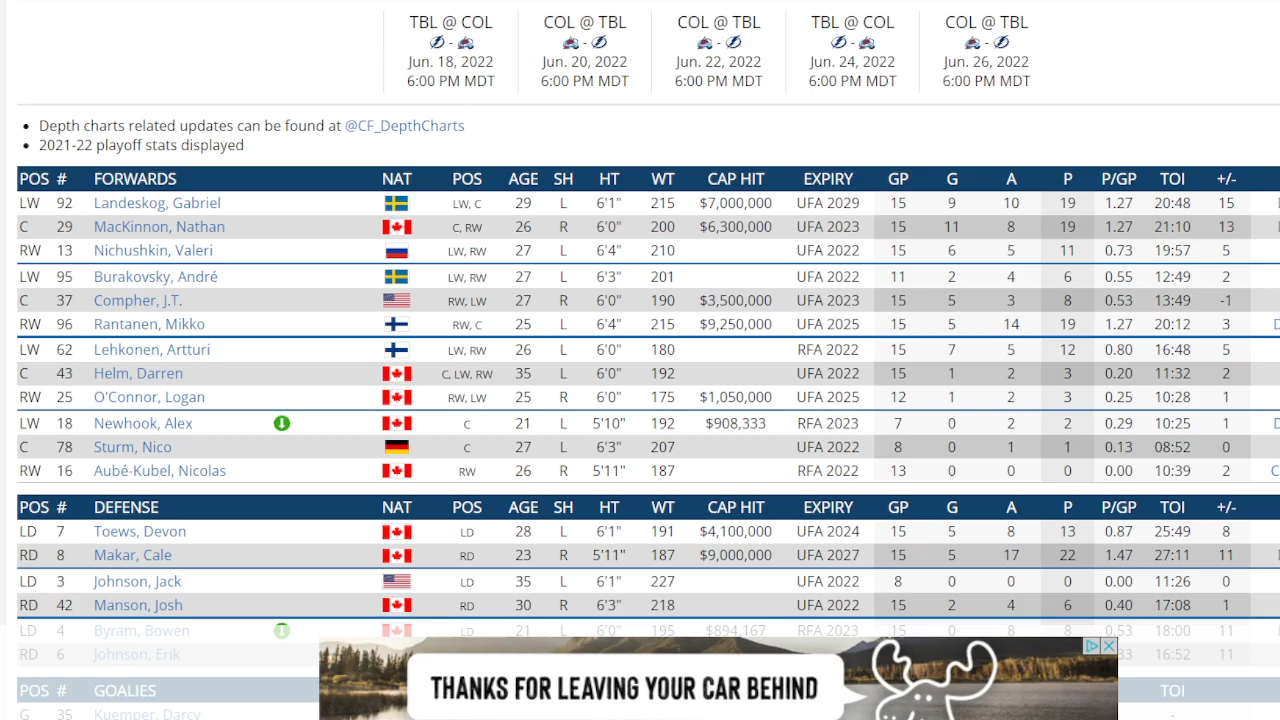 TBL @ COL COL @ TBL COL @ TBL TBL @ COL COL @ TBL
- - - - -
Jun. 18, 2022 Jun. 20, 2022 Jun. 22, 2022 Jun. 24, 2022 Jun. 26, 2022
6:00 PM MDT 6:00 PM MDT 6:00 PM MDT 6:00 PM MDT 6:00 PM MDT
• Depth charts related updates can be found at @CF_DepthCharts
• 2021-22 playoff stats displayed
POS # FORWARDS NAT POS AGE SH HT WT CAP HIT EXPIRY GP G A P P/GP TOI +/-
LW 92 Landeskog, Gabriel LW, C 29 L 6'1" 215 $7,000,000 UFA 2029 15 9 10 19 1.27 20:48 15
C 29 MacKinnon, Nathan C, RW 26 R 6'0" 200 $6,300,000 UFA 2023 15 11 8 19 1.27 21:10 13
RW 13 Nichushkin, Valeri LW, RW 27 L 6'4" 210 UFA 2022 15 6 5 11 0.73 19:57 5
LW 95 Burakovsky, André LW, RW 27 L 6'3" 201 UFA 2022 11 2 4 6 0.55 12:49 2
C 37 Compher, J.T. RW, LW 27 R 6'0" 190 $3,500,000 UFA 2023 15 5 3 8 0.53 13:49 -1
RW 96 Rantanen, Mikko RW, C 25 L 6'4" 215 $9,250,000 UFA 2025 15 5 14 19 1.27 20:12 3
LW 62 Lehkonen, Artturi LW, RW 26 L 6'0" 180 RFA 2022 15 7 5 12 0.80 16:48 5
C 43 Helm, Darren C, LW, RW 35 L 6'0" 192 UFA 2022 15 1 2 3 0.20 11:32 2
RW 25 O'Connor, Logan RW, LW 25 R 6'0" 175 $1,050,000 UFA 2025 12 1 2 3 0.25 10:28 1
LW 18 Newhook, Alex C 21 L 5'10" 192 $908,333 RFA 2023 7 0 2 2 0.29 10:25 1
C 78 Sturm, Nico C 27 L 6'3" 207 UFA 2022 8 0 1 1 0.13 08:52 0
RW 16 Aubé-Kubel, Nicolas RW 26 R 5'11" 187 RFA 2022 13 0 0 0 0.00 10:39 2
POS # DEFENSE NAT POS AGE SH HT WT CAP HIT EXPIRY GP G A P P/GP TOI +/-
LD 7 Toews, Devon LD 28 L 6'1" 191 $4,100,000 UFA 2024 15 5 8 13 0.87 25:49 8
RD 8 Makar, Cale RD 23 R 5'11" 187 $9,000,000 UFA 2027 15 5 17 22 1.47 27:11 11
LD 3 Johnson, Jack LD 35 L 6'1" 227 UFA 2022 8 0 0 0 0.00 11:26 0
RD 42 Manson, Josh RD 30 R 6'3" 218 UFA 2022 15 2 4 6 0.40 17:08 1
LD 4 Byram, Bowen LD 21 L 6'0" 195 $894,167 RFA 2023 15 0 8 8 0.53 18:00 11
RD 6 Johnson, Erik 16:52 11
POS # GOALIES TOI
G 35 Kuemper, Darcy -
THANKS FOR LEAVING YOUR CAR BEHIND